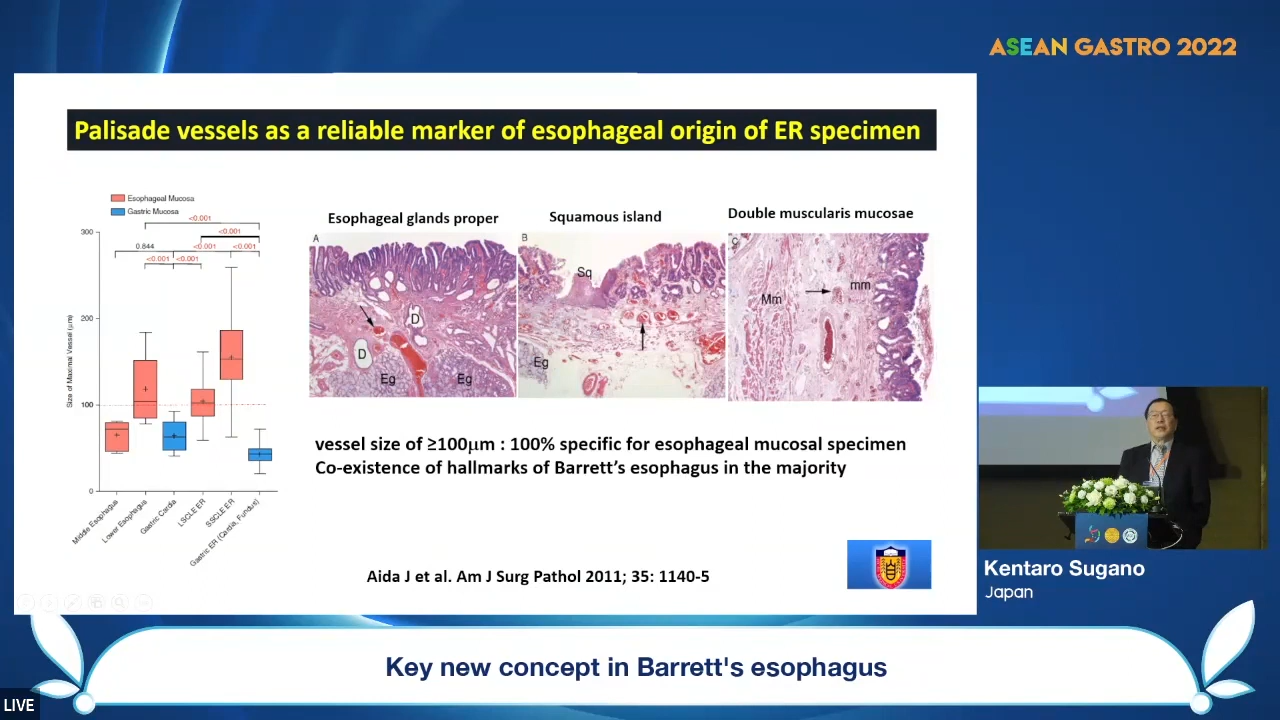 ASEAN GASTRO 2022
Palisade vessels as a reliable marker of esophageal origin of ER specimen
Esophageal Mucosa
Gastric Mucosa
<0.001
<0.001
0.844
<0.001
<0.001
<0.001
<0.001
300
200
100
0
Size of Maximal Vessel (μm)
Middle Esophagus
Lower Esophagus
Gastric Cardia
LSCLE ER
SSCLE ER
Gastric ER (Cardia, Fundus)
Esophageal glands proper
Squamous island
Double muscularis mucosae
A
D
D
Eg
Eg
B
Sq
Eg
C
Mm
mm
vessel size of ≥100μm : 100% specific for esophageal mucosal specimen
Co-existence of hallmarks of Barrett’s esophagus in the majority
Aida J et al. Am J Surg Pathol 2011; 35: 1140-5
Kentaro Sugano
Japan
Key new concept in Barrett's esophagus
LIVE